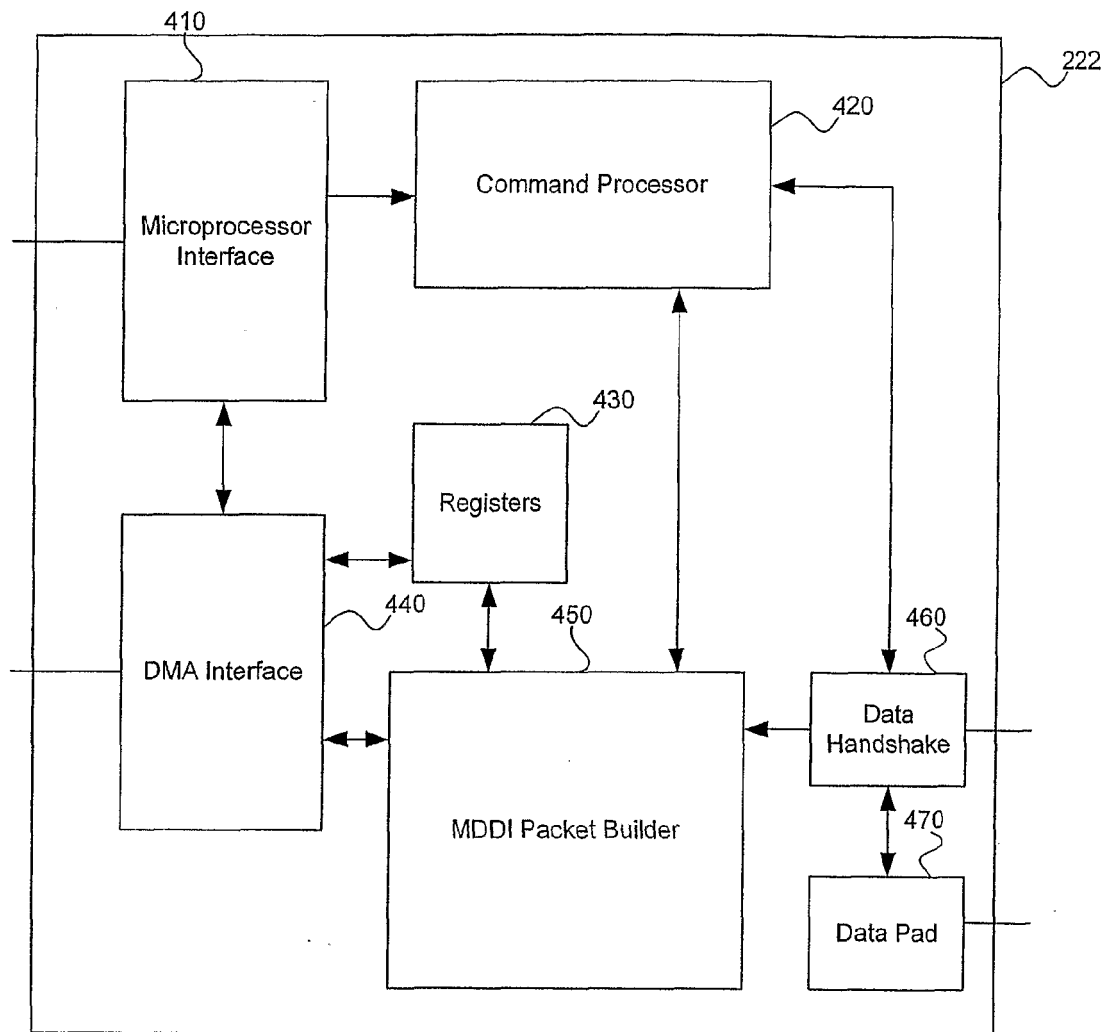 410
222
420
Command Processor
Microprocessor
Interface
430
Registers
440
450
460
DMA Interface
Data
Handshake
MDDI Packet Builder
470
Data Pad